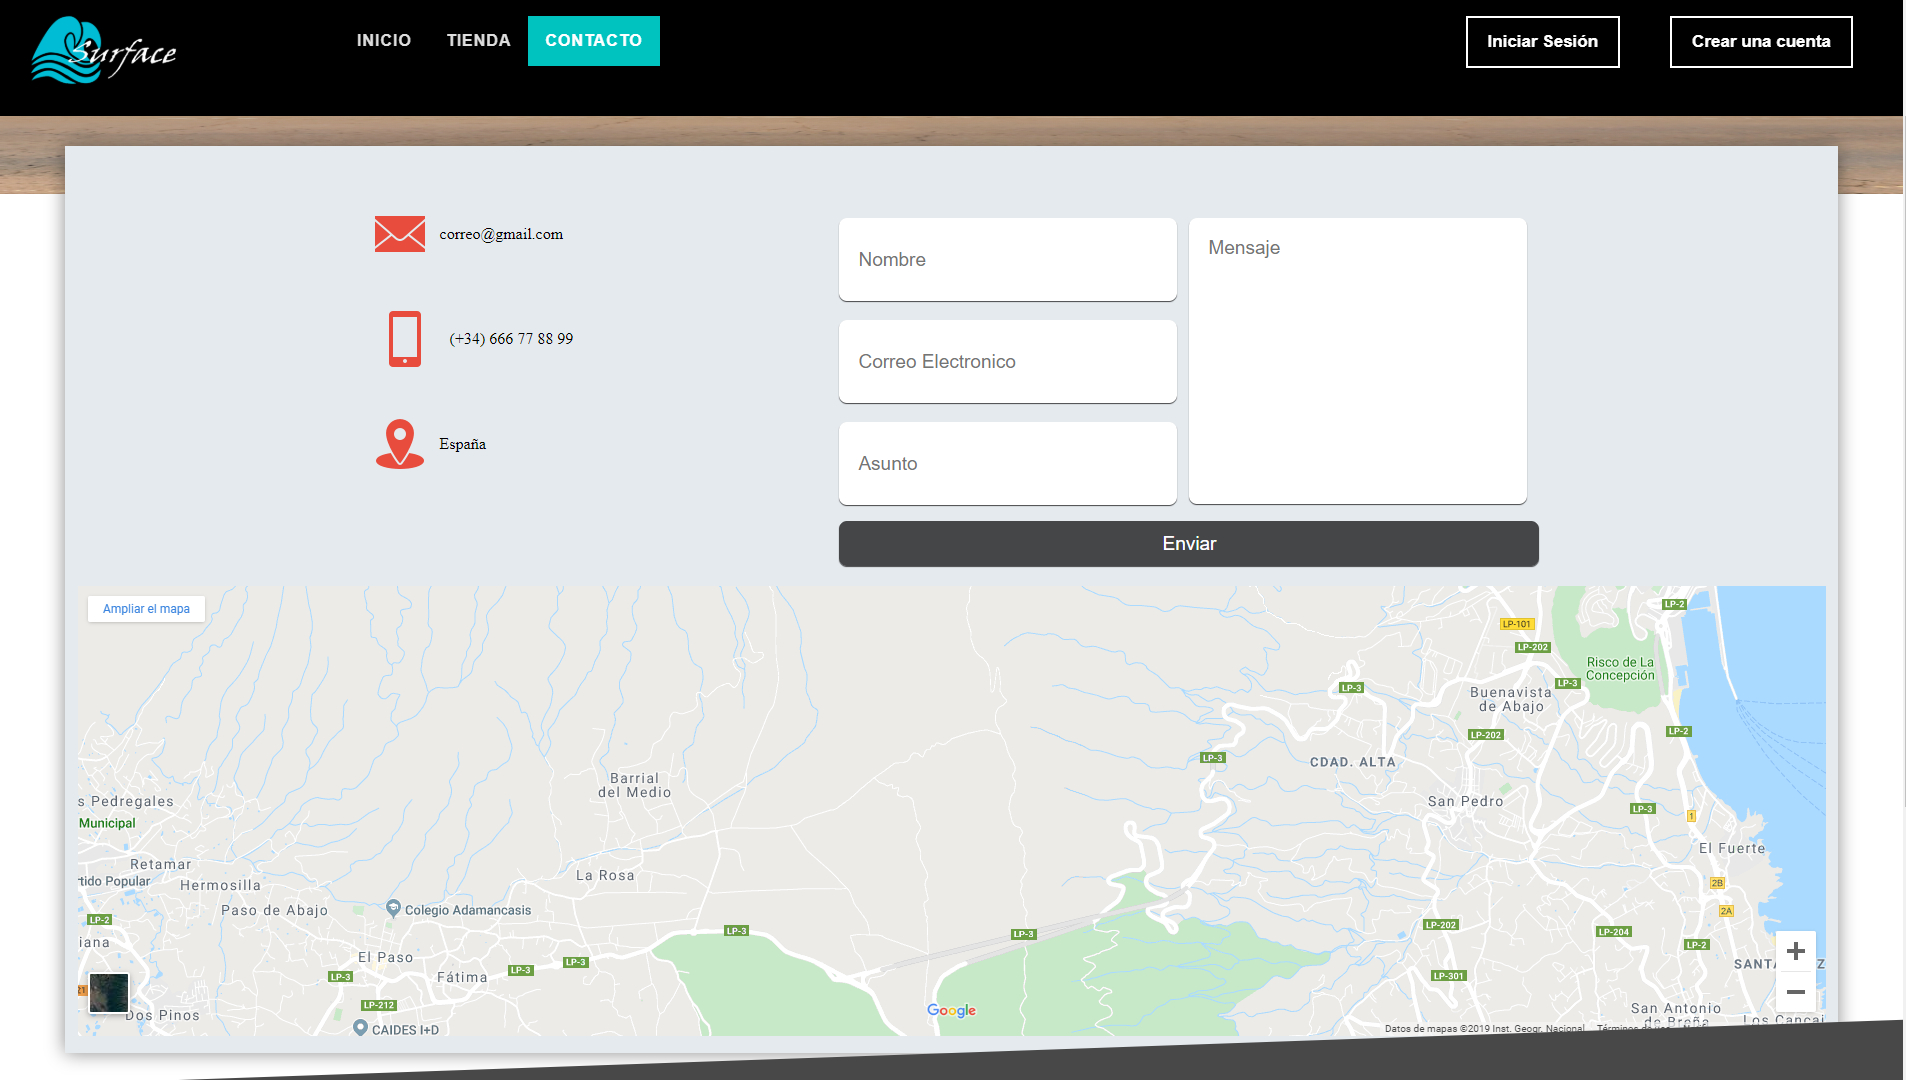 Surface
INICIO
TIENDA
CONTACTO
Iniciar Sesión
Crear una cuenta
correo@gmail.com
(+34) 666 77 88 99
España
Nombre
Correo Electronico
Asunto
Mensaje
Enviar
Ampliar el mapa
LP-2
LP-101
LP-202
Risco de La
Concepción
LP-3
LP-3
Buenavista
de Abajo
LP-2
LP-202
LP-3
CDAD. ALTA
Barrial
del Medio
s Pedregales
San Pedro
LP-3
1
Municipal
El Fuerte
Retamar
La Rosa
rtido Popular
Hermosilla
2B
Paso de Abajo
Colegio Adamancasis
2A
LP-2
LP-202
LP-3
LP-3
LP-204
iana
LP-2
El Paso
LP-3
LP-3
Fátima
LP-3
SANTA
Z
LP-301
21
LP-212
Dos Pinos
Google
San Antonio
de Breña
CAIDES I+D
Los Cancaj
Datos de mapas ©2019 Inst. Geogr. Nacional
Términos de uso